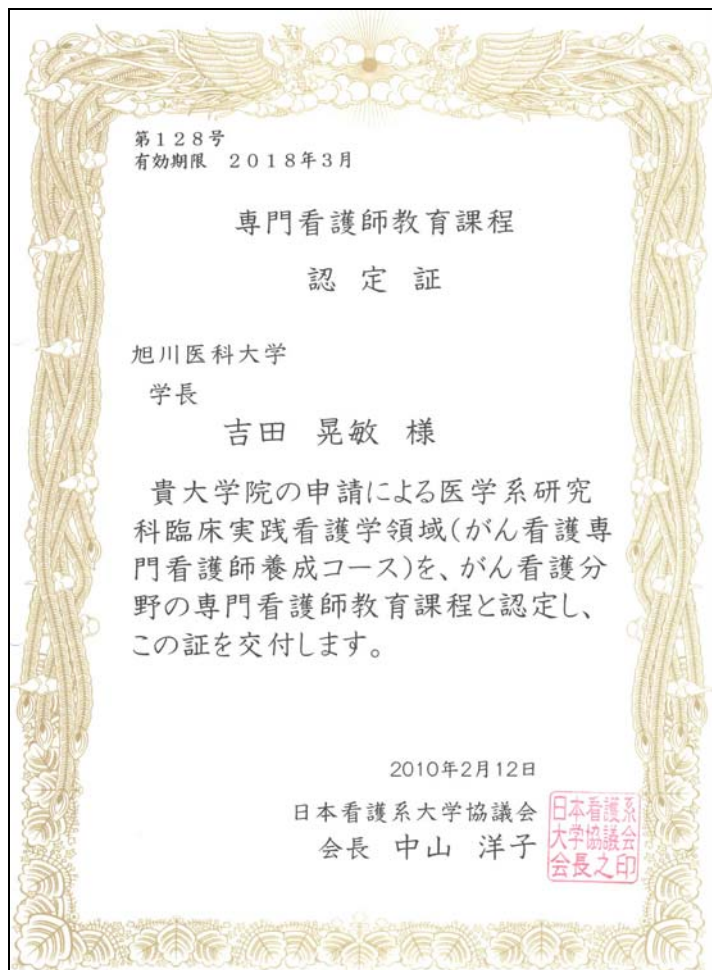 第128号
有効期限 2018年3月
専門看護師教育課程
認 定 証
旭川医科大学
学長
吉田 晃敏 様
貴大学院の申請による医学系研究
科臨床実践看護学領域(がん看護専
門看護師養成コース)を、がん看護分
野の専門看護師教育課程と認定し、
この証を交付します。
2010年2月12日
日本看護系大学協議会
会長 中山 洋子
日本看護系
大学協議会
会長之印